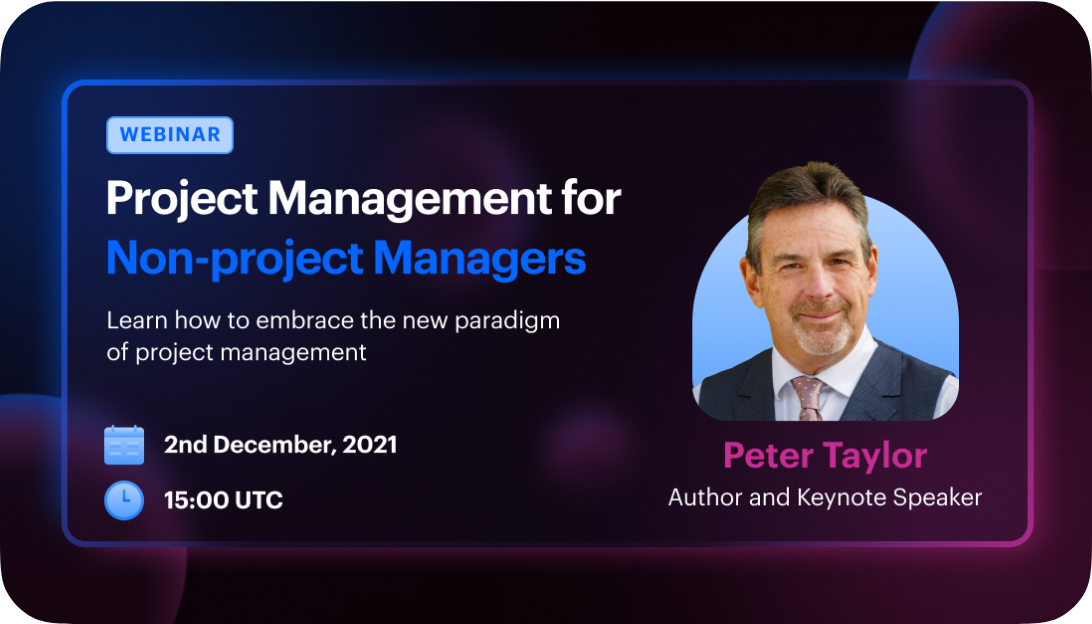 WEBINAR
Project Management for
Non-project Managers
Learn how to embrace the new paradigm
of project management
2nd December, 2021
15:00 UTC
Peter Taylor
Author and Keynote Speaker